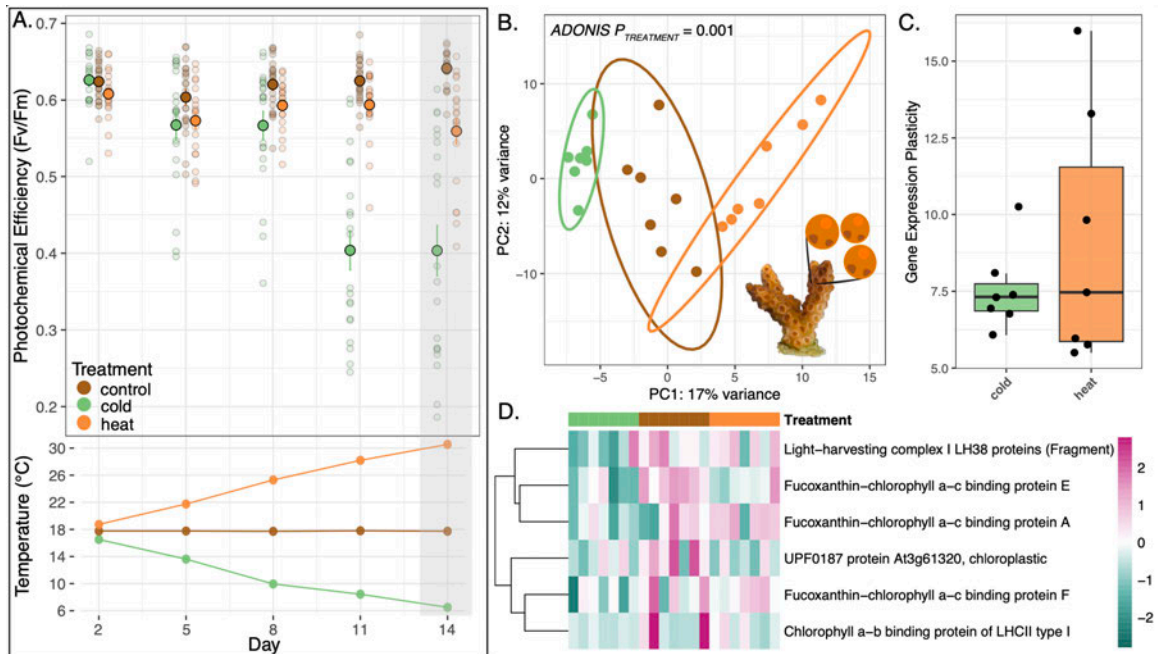 A.
Photochemical Efficiency (Fv/Fm)
0.7
0.6
0.5
0.4
0.3
0.2
Treatment
control
cold
heat
Temperature (°C)
30
26
22
18
14
10
6
2 5 8 11 14
Day
B.
ADONIS P TREATMENT = 0.001
PC2: 12% variance
10
0
−10
−5 0 5 10 15
PC1: 17% variance
C.
Gene Expression Plasticity
15.0
12.5
10.0
7.5
5.0
cold heat
D.
Treatment
Light−harvesting complex I LH38 proteins (Fragment)
Fucoxanthin−chlorophyll a−c binding protein E
Fucoxanthin−chlorophyll a−c binding protein A
UPF0187 protein At3g61320, chloroplastic
Fucoxanthin−chlorophyll a−c binding protein F
Chlorophyll a−b binding protein of LHCII type I
2
1
0
−1
−2